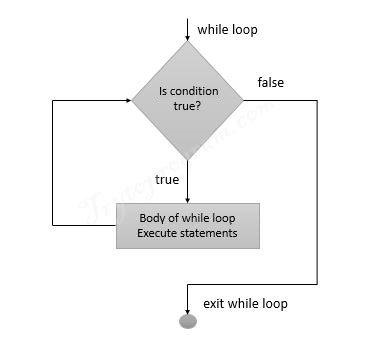 while loop
Is condition
true?
false
true
Body of while loop
Execute statements
exit while loop